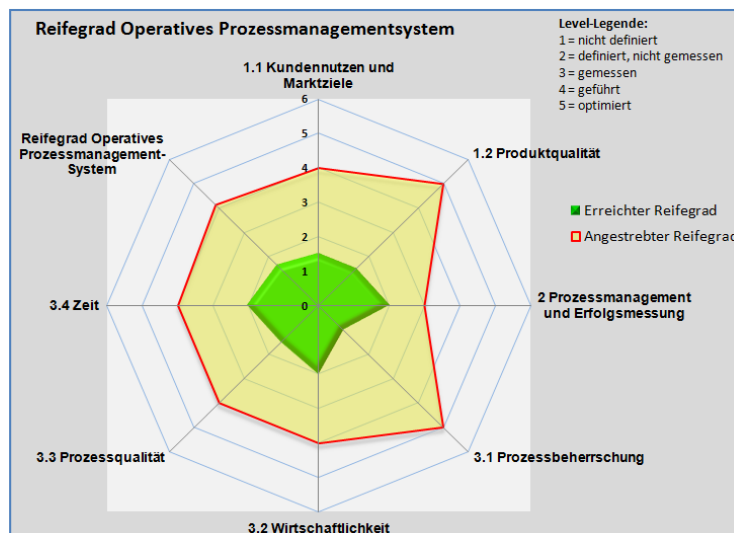 Reifegrad Operatives Prozessmanagementsystem
Level-Legende:
1 = nicht definiert
2 = definiert, nicht gemessen
3 = gemessen
4 = geführt
5 = optimiert
1.1 Kundennutzen und
Marktziele
6
5
4
3
2
1
0
1.2 Produktqualität
2 Prozessmanagement
und Erfolgsmessung
3.1 Prozessbeherrschung
3.2 Wirtschaftlichkeit
3.3 Prozessqualität
3.4 Zeit
Reifegrad Operatives
Prozessmanagement-
System
Erreichter Reifegrad
Angestrebter Reifegrad